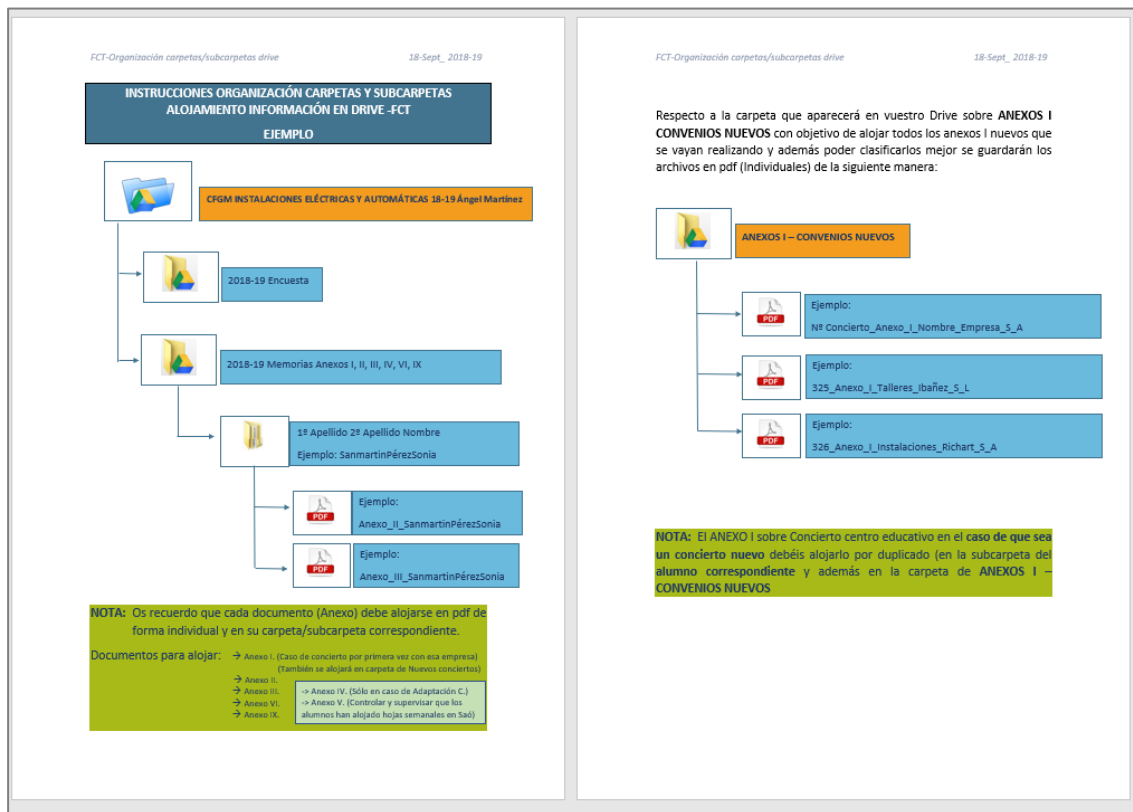 FCT-Organización carpetas/subcarpetas drive 18-Sept_ 2018-19
INSTRUCCIONES ORGANIZACIÓN CARPETAS Y SUBCARPETAS
ALOJAMIENTO INFORMACIÓN EN DRIVE -FCT
EJEMPLO
CFGM INSTALACIONES ELÉCTRICAS Y AUTOMÁTICAS 18-19 Ángel Martínez
2018-19 Encuesta
2018-19 Memorias Anexos I, II, III, IV, VI, IX
1º Apellido 2º Apellido Nombre
Ejemplo: SanmartinPérezSonia
PDF
Ejemplo:
Anexo_II_SanmartinPérezSonia
PDF
Ejemplo:
Anexo_III_SanmartinPérezSonia
NOTA: Os recuerdo que cada documento (Anexo) debe alojarse en pdf de
forma individual y en su carpeta/subcarpeta correspondiente.
Documentos para alojar: → Anexo I. (Caso de concierto por primera vez con esa empresa)
(También se alojará en carpeta de Nuevos conciertos)
→ Anexo II.
→ Anexo III.
→ Anexo VI.
→ Anexo IX.
-> Anexo IV. (Sólo en caso de Adaptación C.)
-> Anexo V. (Controlar y supervisar que los
alumnos han alojado hojas semanales en Saó)
FCT-Organización carpetas/subcarpetas drive 18-Sept_ 2018-19
Respecto a la carpeta que aparecerá en vuestro Drive sobre ANEXOS I
CONVENIOS NUEVOS con objetivo de alojar todos los anexos I nuevos que
se vayan realizando y además poder clasificarlos mejor se guardarán los
archivos en pdf (Individuales) de la siguiente manera:
ANEXOS I – CONVENIOS NUEVOS
PDF
Ejemplo:
Nº Concierto_Anexo_I_Nombre_Empresa_S_A
PDF
Ejemplo:
325_Anexo_I_Talleres_Ibañez_S_L
PDF
Ejemplo:
326_Anexo_I_Instalaciones_Richart_S_A
NOTA: El ANEXO I sobre Concierto centro educativo en el caso de que sea
un concierto nuevo debéis alojarlo por duplicado (en la subcarpeta del
alumno correspondiente y además en la carpeta de ANEXOS I –
CONVENIOS NUEVOS